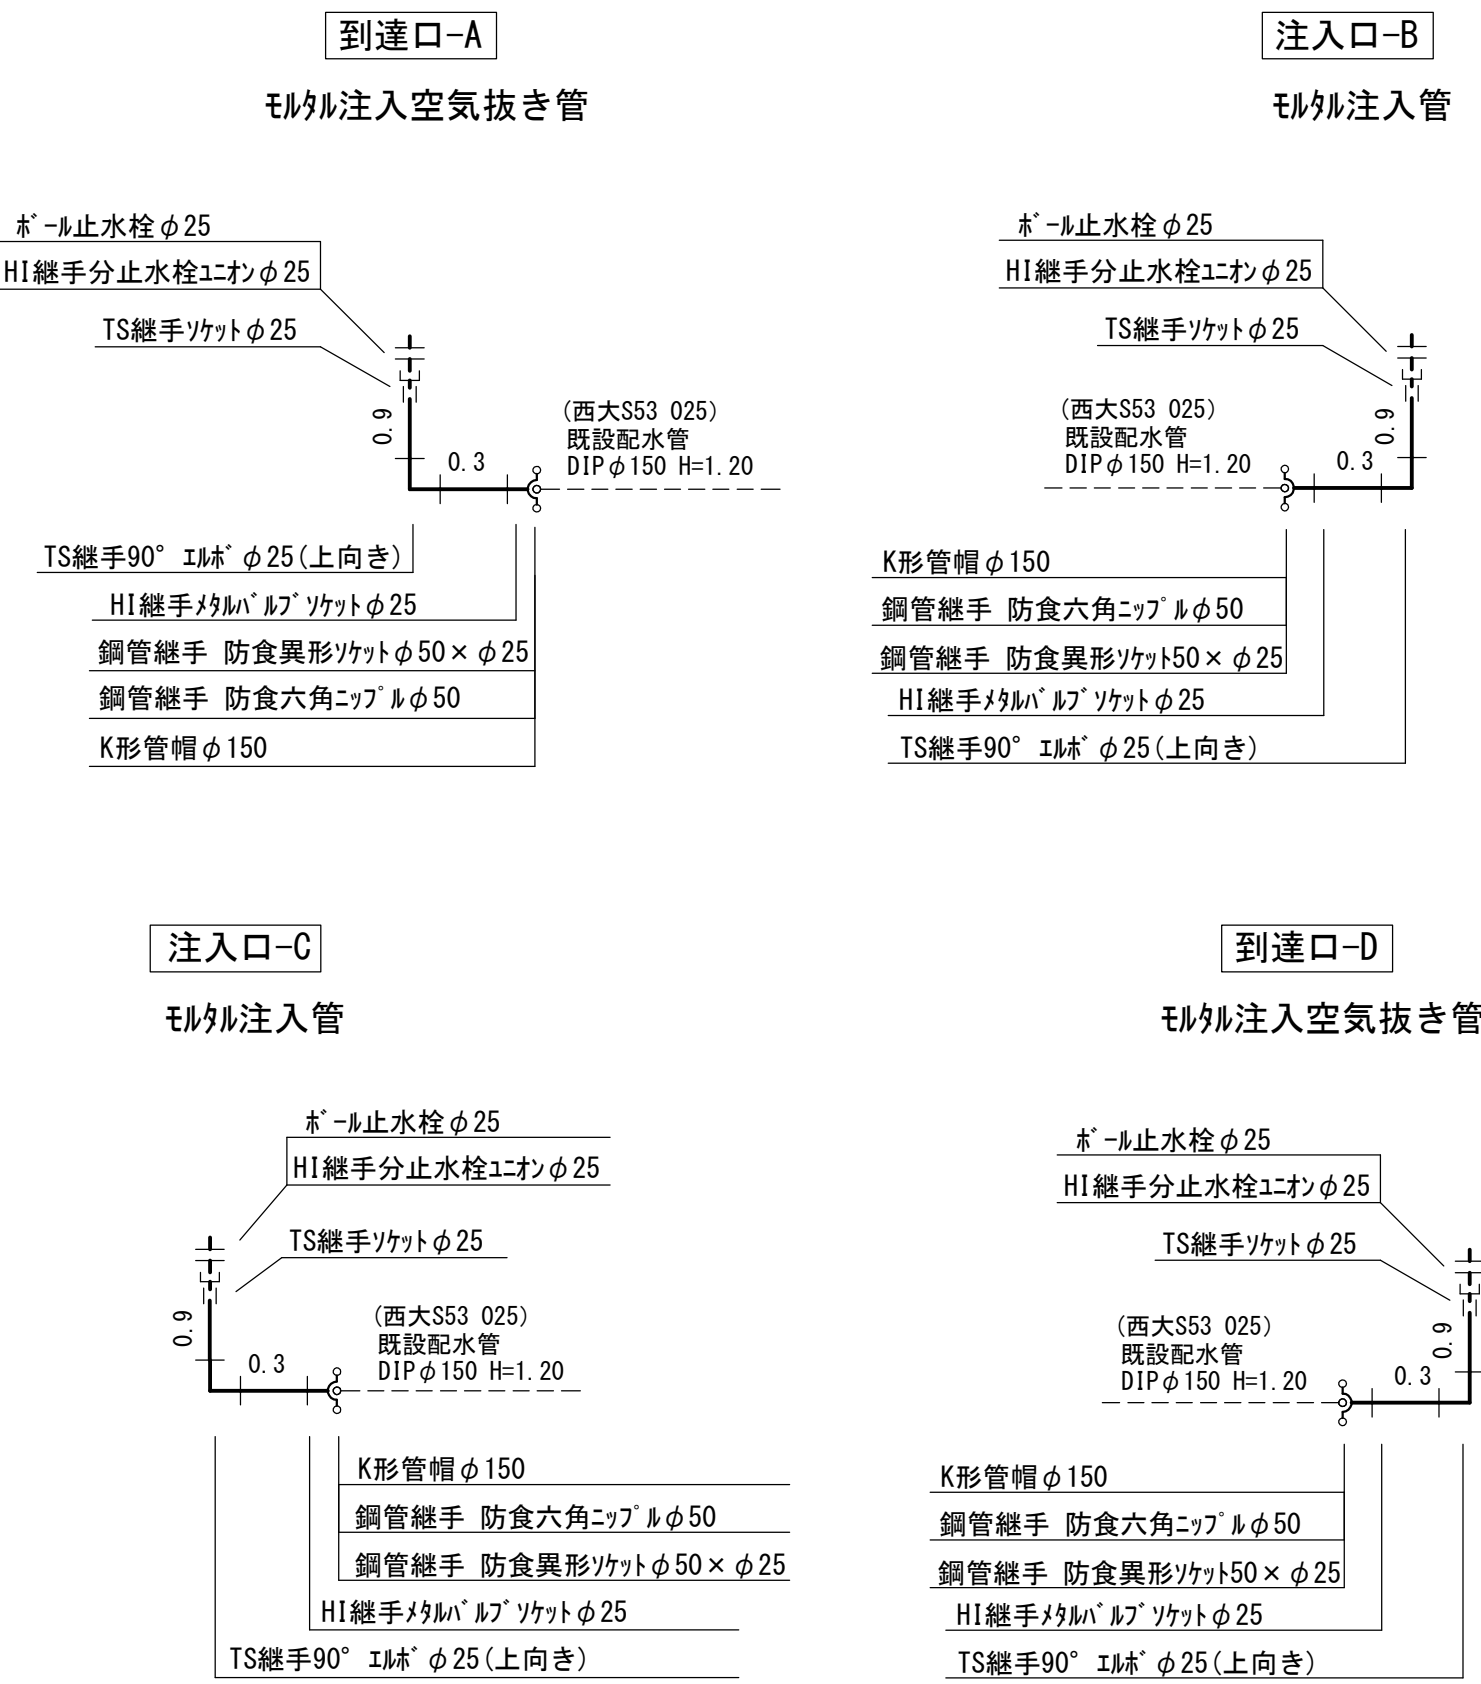 到達口-A
ﾓﾙﾀﾙ注入空気抜き管
ﾎﾞｰﾙ止水栓φ25
HI継手分止水栓ﾕﾆｵﾝφ25
TS継手ｿｹｯﾄφ25
0.9
0.3
(西大S53 025)
既設配水管
DIPφ150 H=1.20
TS継手90° ｴﾙﾎﾞφ25(上向き)
HI継手ﾒﾀﾙﾊﾞﾙﾌﾞｿｹｯﾄφ25
鋼管継手 防食異形ｿｹｯﾄφ50×φ25
鋼管継手 防食六角ﾆｯﾌﾟﾙφ50
K形管帽φ150
注入口-B
ﾓﾙﾀﾙ注入管
ﾎﾞｰﾙ止水栓φ25
HI継手分止水栓ﾕﾆｵﾝφ25
TS継手ｿｹｯﾄφ25
(西大S53 025)
既設配水管
DIPφ150 H=1.20
0.9
0.3
K形管帽φ150
鋼管継手 防食六角ﾆｯﾌﾟﾙφ50
鋼管継手 防食異形ｿｹｯﾄ50×φ25
HI継手ﾒﾀﾙﾊﾞﾙﾌﾞｿｹｯﾄφ25
TS継手90° ｴﾙﾎﾞφ25(上向き)
注入口-C
ﾓﾙﾀﾙ注入管
ﾎﾞｰﾙ止水栓φ25
HI継手分止水栓ﾕﾆｵﾝφ25
TS継手ｿｹｯﾄφ25
0.9
0.3
(西大S53 025)
既設配水管
DIPφ150 H=1.20
K形管帽φ150
鋼管継手 防食六角ﾆｯﾌﾟﾙφ50
鋼管継手 防食異形ｿｹｯﾄφ50×φ25
HI継手ﾒﾀﾙﾊﾞﾙﾌﾞｿｹｯﾄφ25
TS継手90° ｴﾙﾎﾞφ25(上向き)
到達口-D
ﾓﾙﾀﾙ注入空気抜き管
ﾎﾞｰﾙ止水栓φ25
HI継手分止水栓ﾕﾆｵﾝφ25
TS継手ｿｹｯﾄφ25
(西大S53 025)
既設配水管
DIPφ150 H=1.20
0.9
0.3
K形管帽φ150
鋼管継手 防食六角ﾆｯﾌﾟﾙφ50
鋼管継手 防食異形ｿｹｯﾄ50×φ25
HI継手ﾒﾀﾙﾊﾞﾙﾌﾞｿｹｯﾄφ25
TS継手90° ｴﾙﾎﾞφ25(上向き)